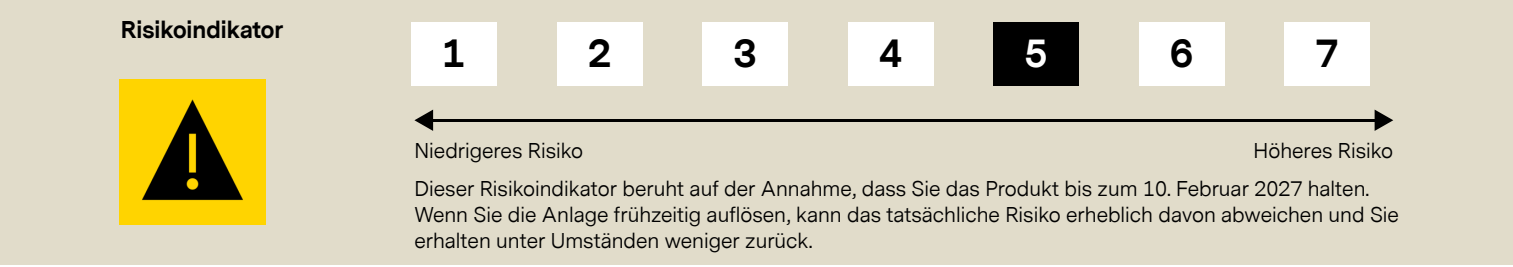 Risikoindikator
1 2 3 4 5 6 7
Niedrigeres Risiko Höheres Risiko
Dieser Risikoindikator beruht auf der Annahme, dass Sie das Produkt bis zum 10. Februar 2027 halten.
Wenn Sie die Anlage frühzeitig auflösen, kann das tatsächliche Risiko erheblich davon abweichen und Sie
erhalten unter Umständen weniger zurück.